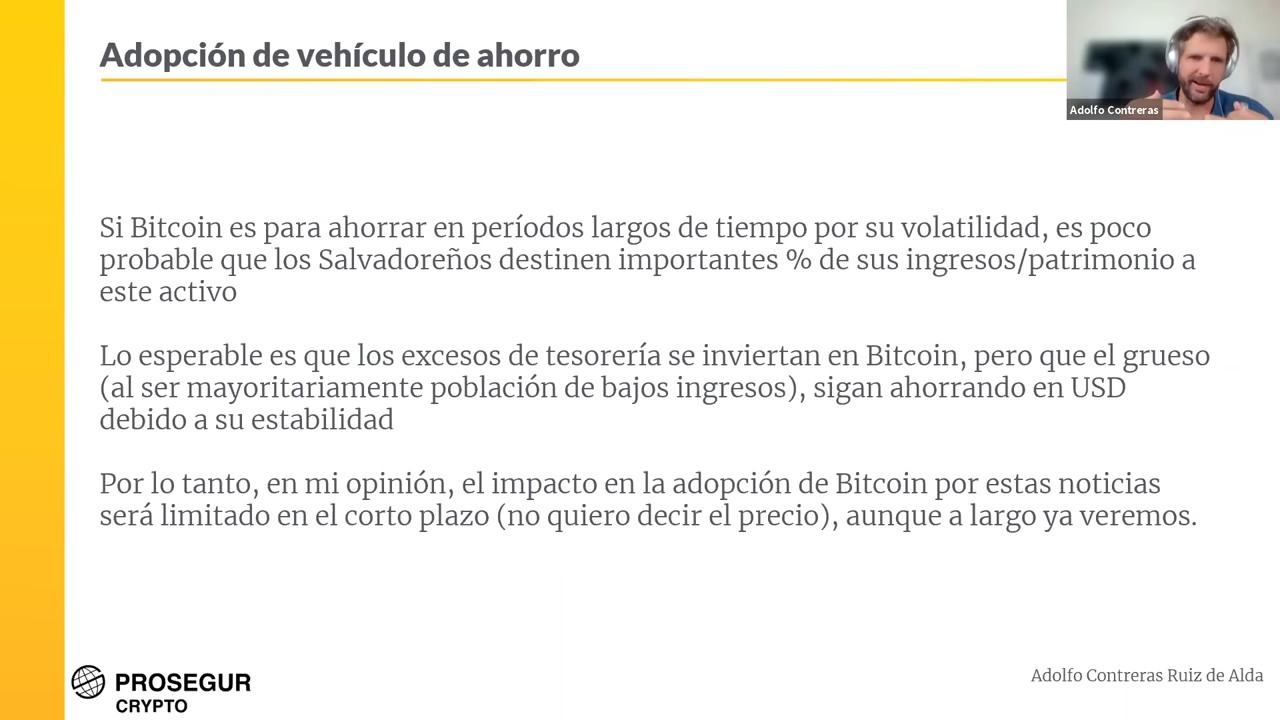 Adopción de vehículo de ahorro
Adolfo Contreras
Si Bitcoin es para ahorrar en períodos largos de tiempo por su volatilidad, es poco
probable que los Salvadoreños destinen importantes % de sus ingresos/patrimonio a
este activo
Lo esperable es que los excesos de tesorería se inviertan en Bitcoin, pero que el grueso
(al ser mayoritariamente población de bajos ingresos), sigan ahorrando en USD
debido a su estabilidad
Por lo tanto, en mi opinión, el impacto en la adopción de Bitcoin por estas noticias
será limitado en el corto plazo (no quiero decir el precio), aunque a largo ya veremos.
PROSEGUR
CRYPTO
Adolfo Contreras Ruiz de Alda